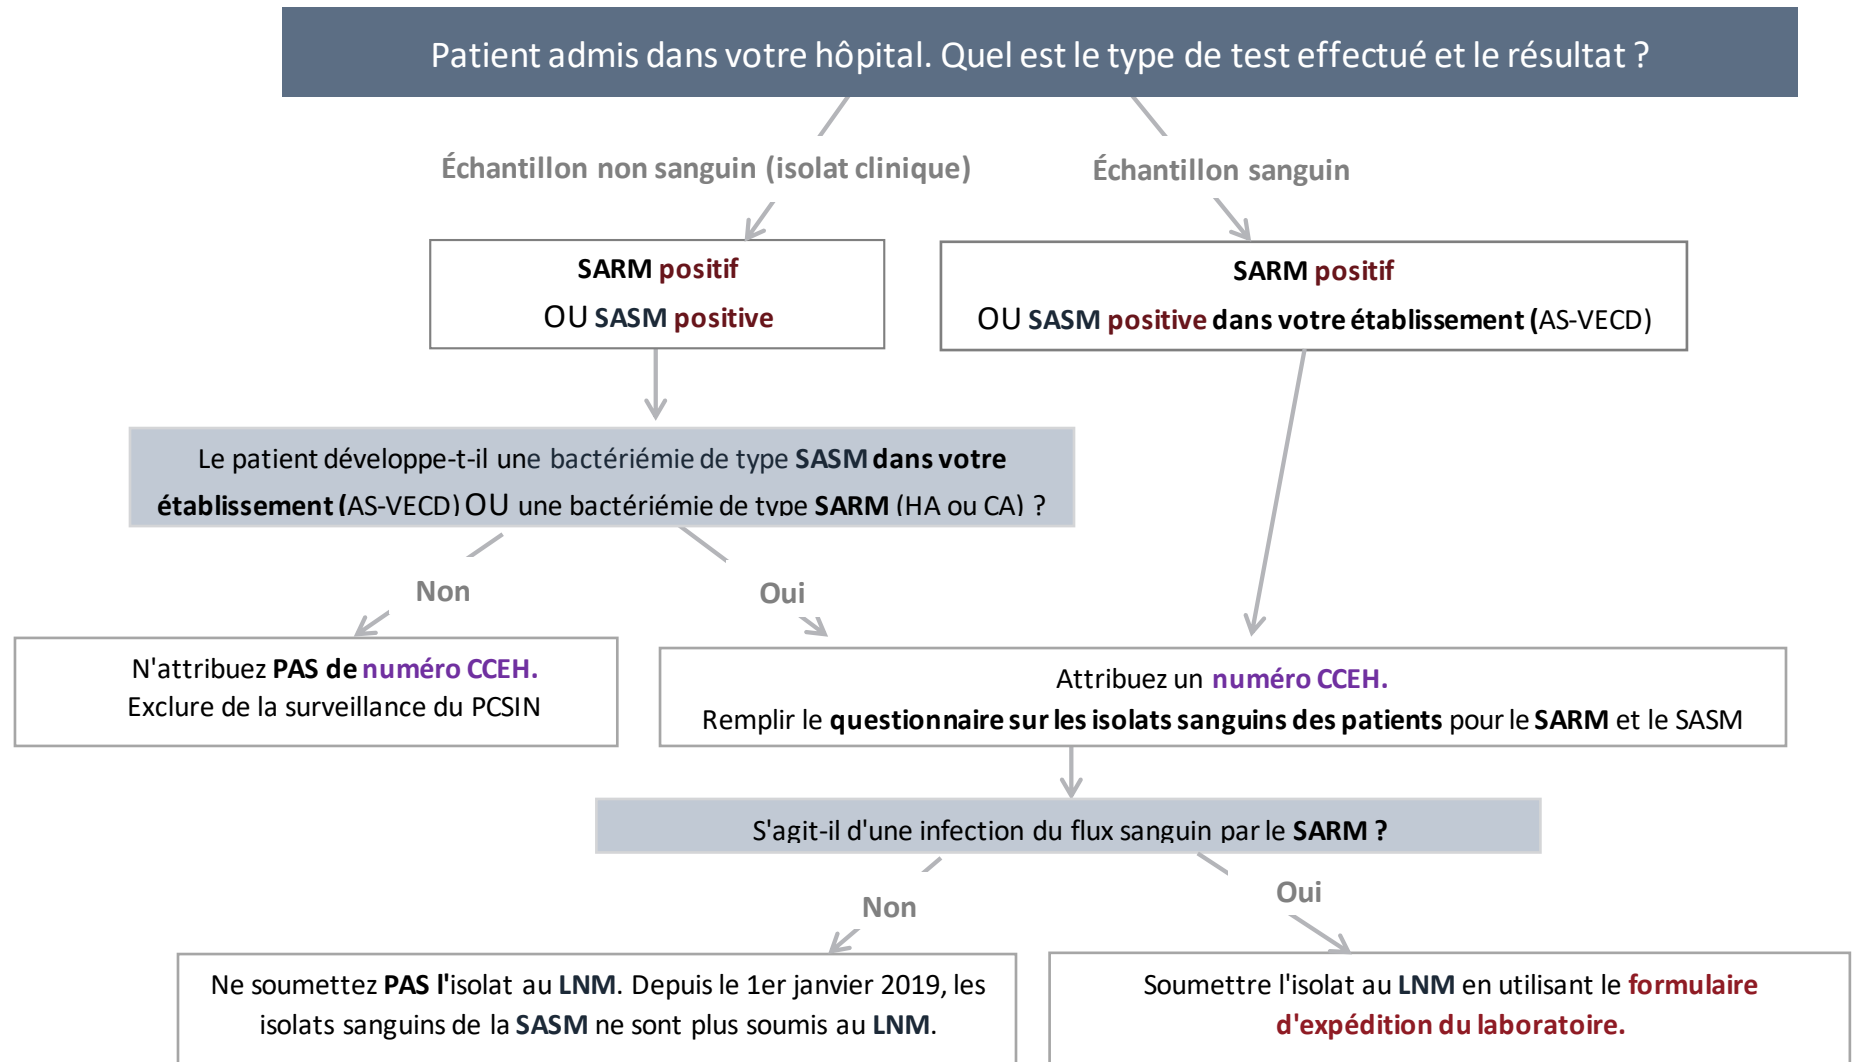 Patient admis dans votre hôpital. Quel est le type de test effectué et le résultat ?
Échantillon non sanguin (isolat clinique)
Échantillon sanguin
SARM positif
OU SASM positive
SARM positif
OU SASM positive dans votre établissement (AS-VECD)
Le patient développe-t-il une bactériémie de type SASM dans votre
établissement (AS-VECD) OU une bactériémie de type SARM (HA ou CA) ?
Non
Oui
N'attribuez PAS de numéro CCEH.
Exclure de la surveillance du PCSIN
Attribuez un numéro CCEH.
Remplir le questionnaire sur les isolats sanguins des patients pour le SARM et le SASM
S'agit-il d'une infection du flux sanguin par le SARM ?
Non
Oui
Ne soumettez PAS l'isolat au LNM. Depuis le 1er janvier 2019, les
isolats sanguins de la SASM ne sont plus soumis au LNM.
Soumettre l'isolat au LNM en utilisant le formulaire
d'expédition du laboratoire.